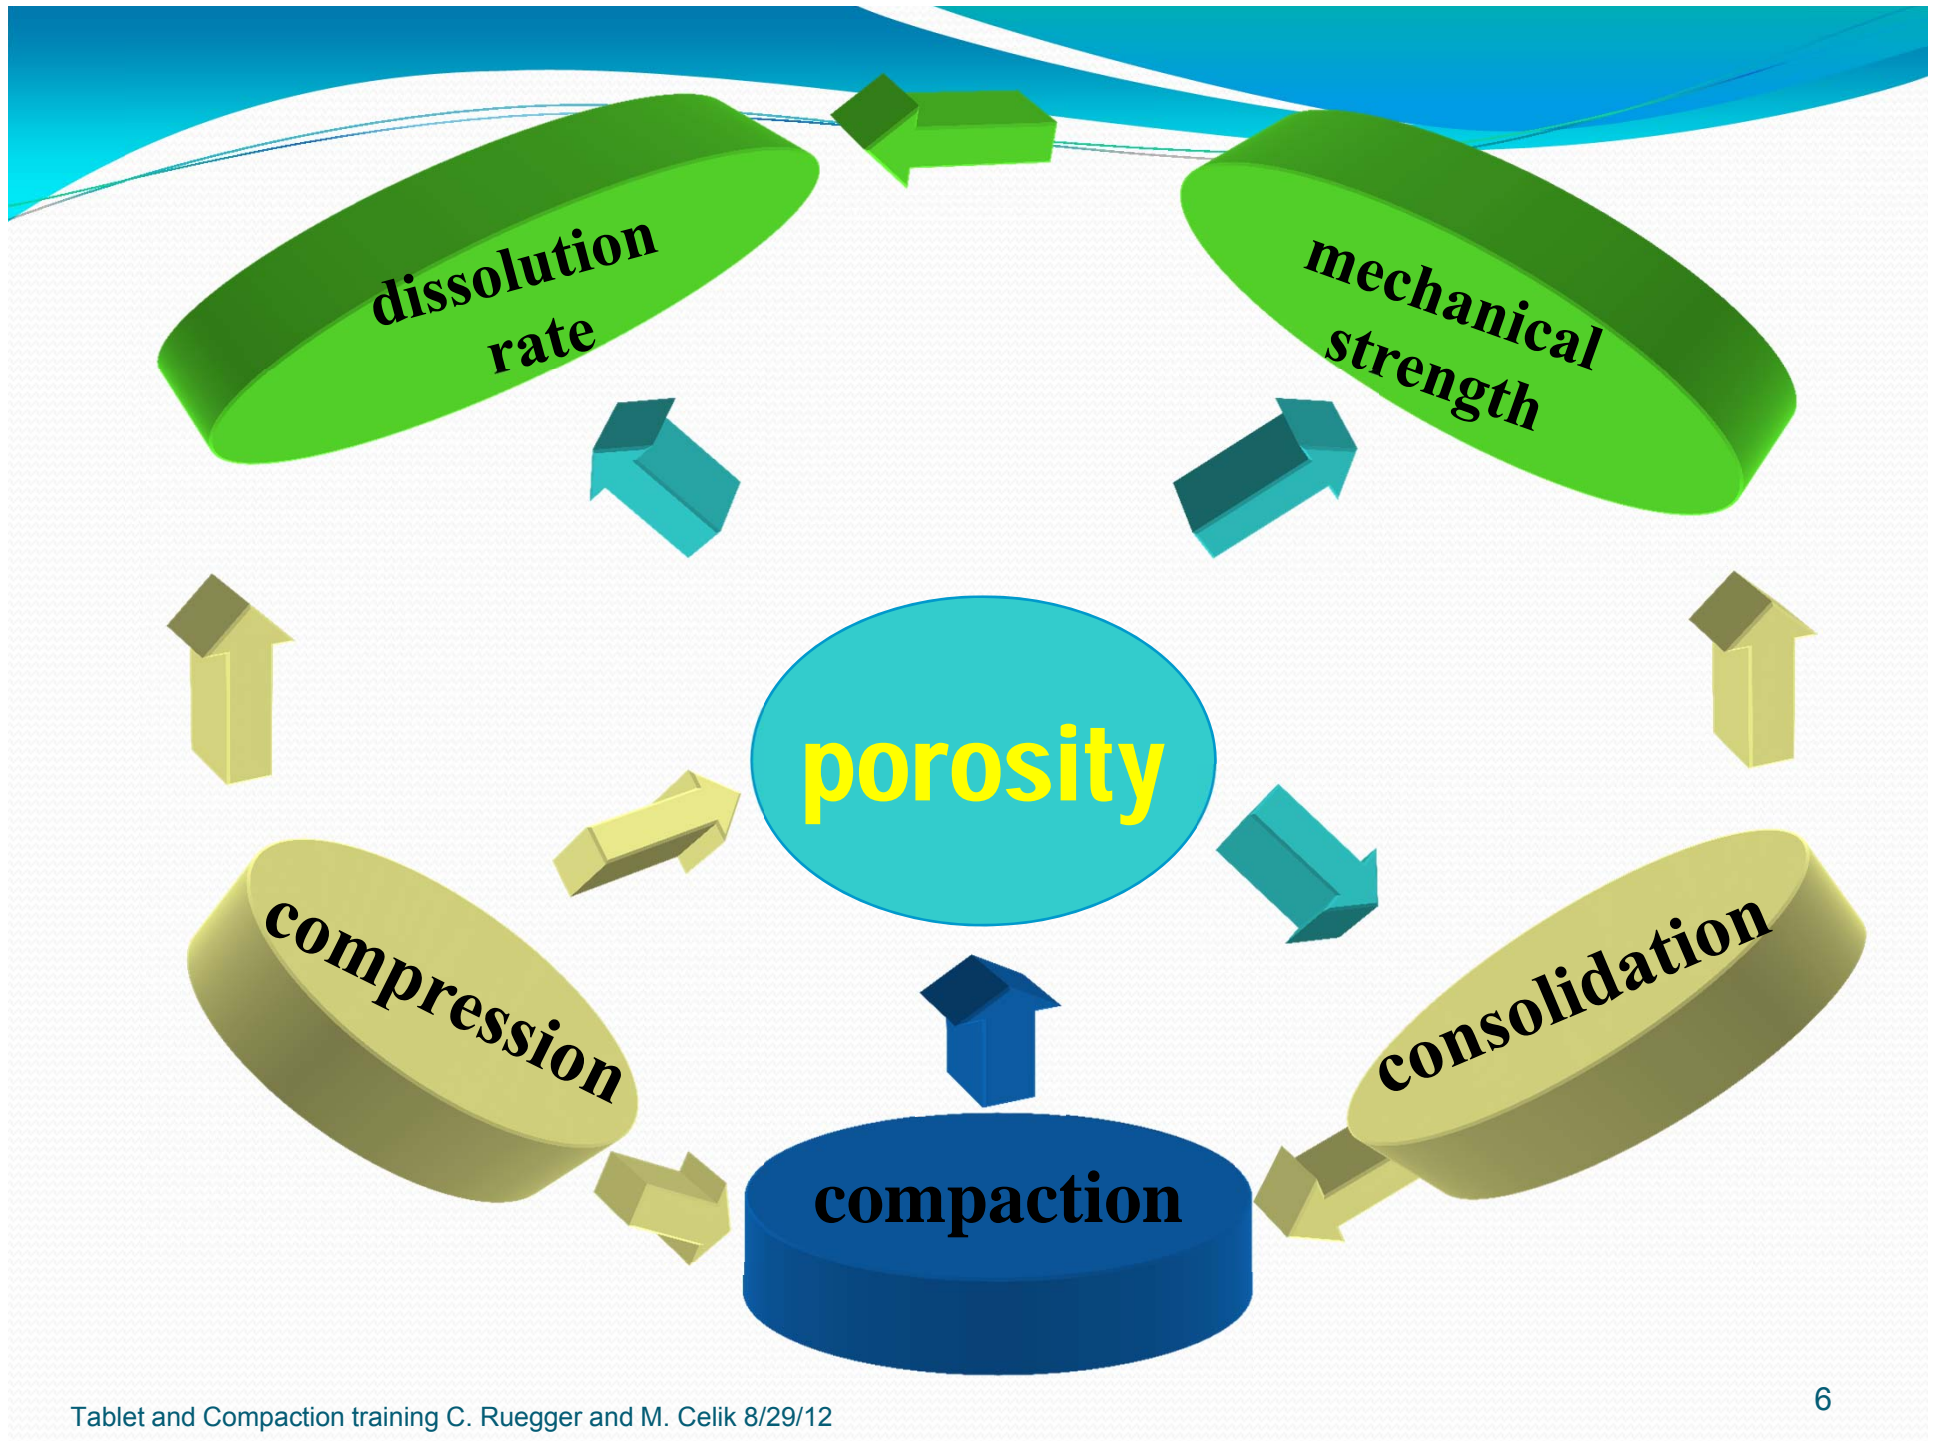 dissolution
rate
mechanical
strength
porosity
compression
consolidation
compaction
Tablet and Compaction training C. Ruegger and M. Celik 8/29/12
6